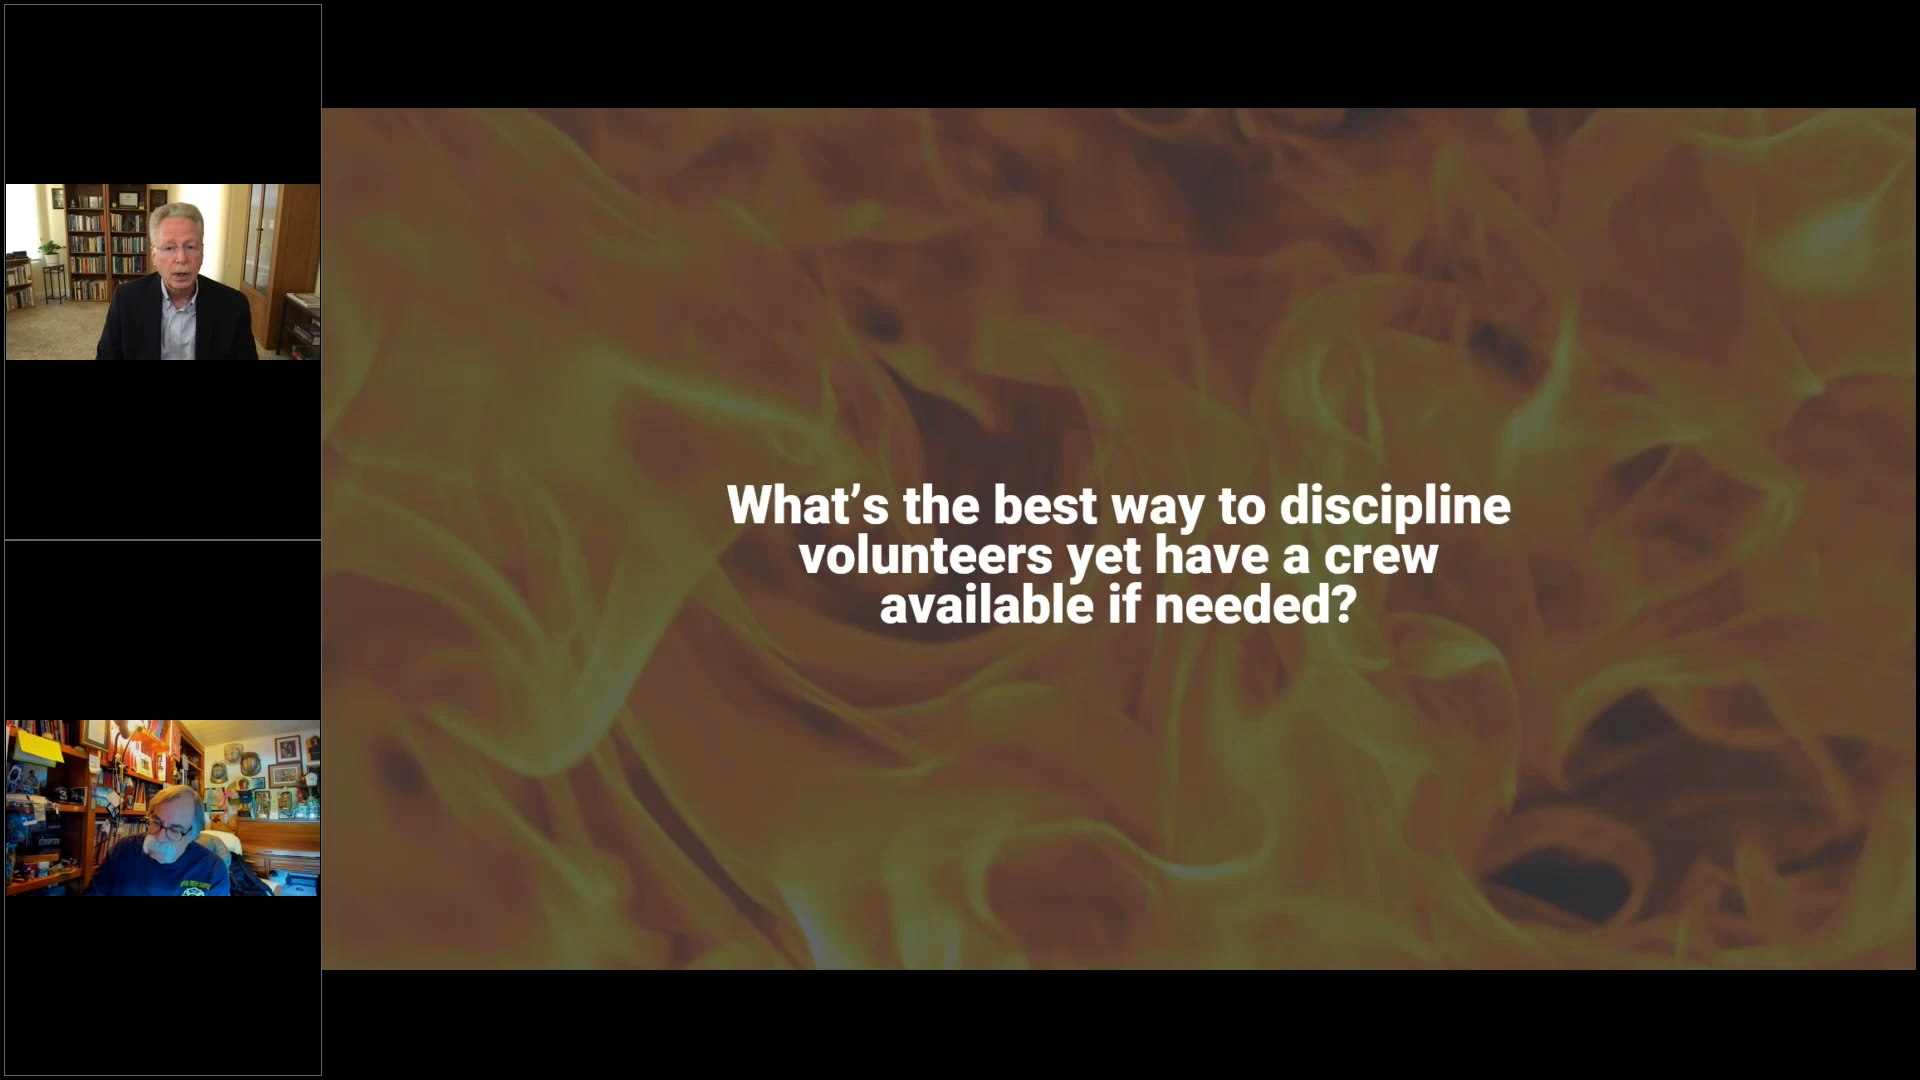 What’s the best way to discipline
volunteers yet have a crew
available if needed?